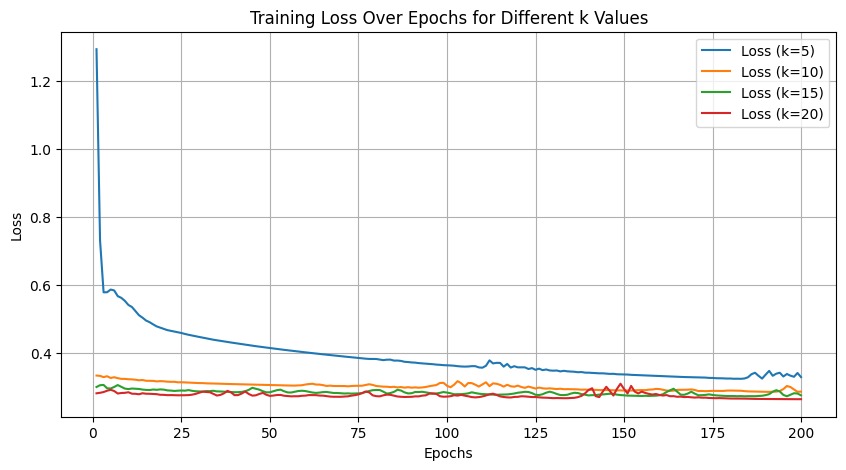 Training Loss Over Epochs for Different k Values
Loss (k=5)
Loss (k=10)
Loss (k=15)
Loss (k=20)
Loss
1.2
1.0
0.8
0.6
0.4
0 25 50 75 100 125 150 175 200
Epochs